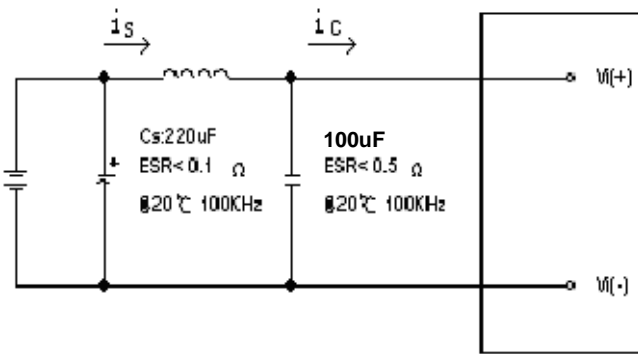 iS
iC
Vi(+)
Cs:220uF
ESR<0.1 Ω
@20℃ 100KHz
100uF
ESR<0.5 Ω
@20℃ 100KHz
Vi(-)